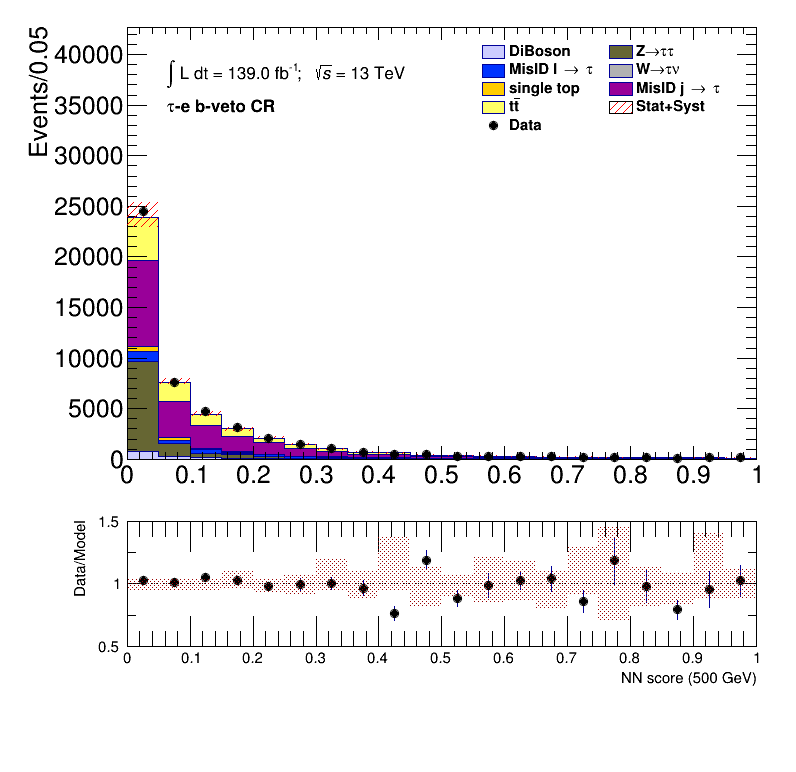 Events/0.05
40000
35000
30000
25000
20000
15000
10000
5000
0
∫ L dt = 139.0 fb⁻¹; √s = 13 TeV
τ-e b-veto CR
DiBoson
MisID l → τ
single top
tt̄
Data
Z→ττ
W→τν
MisID j → τ
Stat+Syst
0 0.1 0.2 0.3 0.4 0.5 0.6 0.7 0.8 0.9 1
Data/Model
1.5
1
0.5
0 0.1 0.2 0.3 0.4 0.5 0.6 0.7 0.8 0.9 1
NN score (500 GeV)